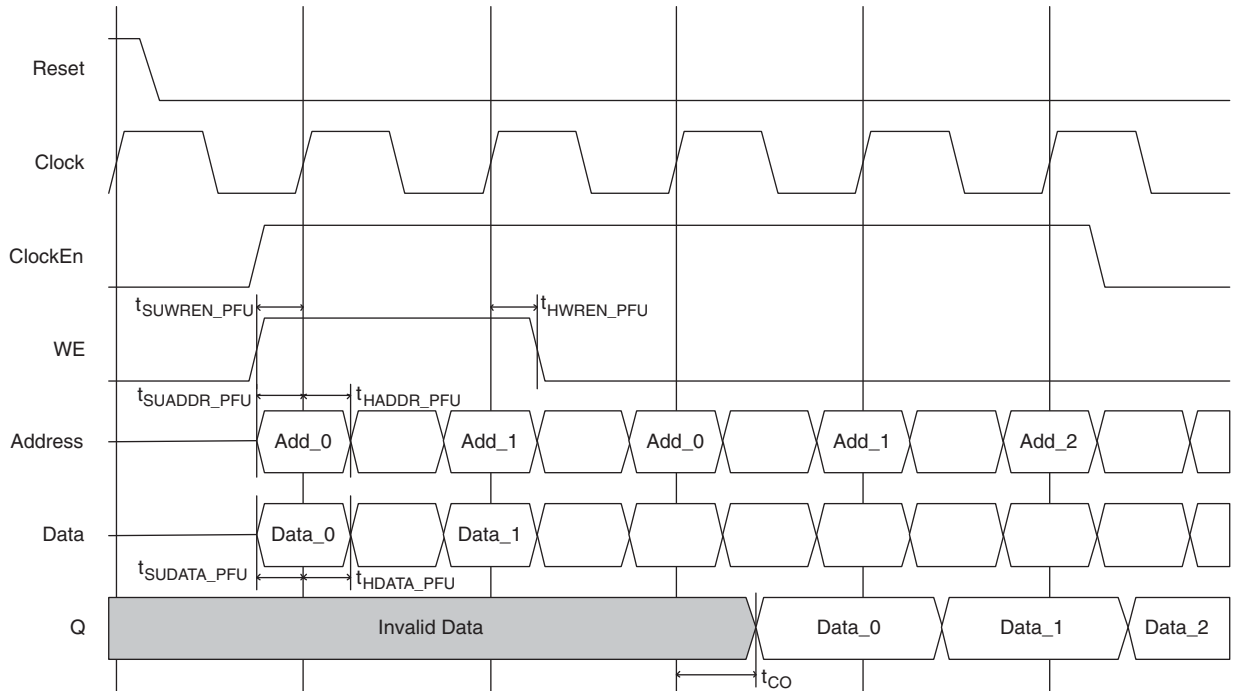 Reset
Clock
ClockEn
tSUWREN_PFU
tHWREN_PFU
WE
tSUADDR_PFU
tHADDR_PFU
Address
Add_0
Add_1
Add_0
Add_1
Add_2
Data
Data_0
Data_1
tSUDATA_PFU
tHDATA_PFU
Q
Invalid Data
Data_0
Data_1
Data_2
tCO